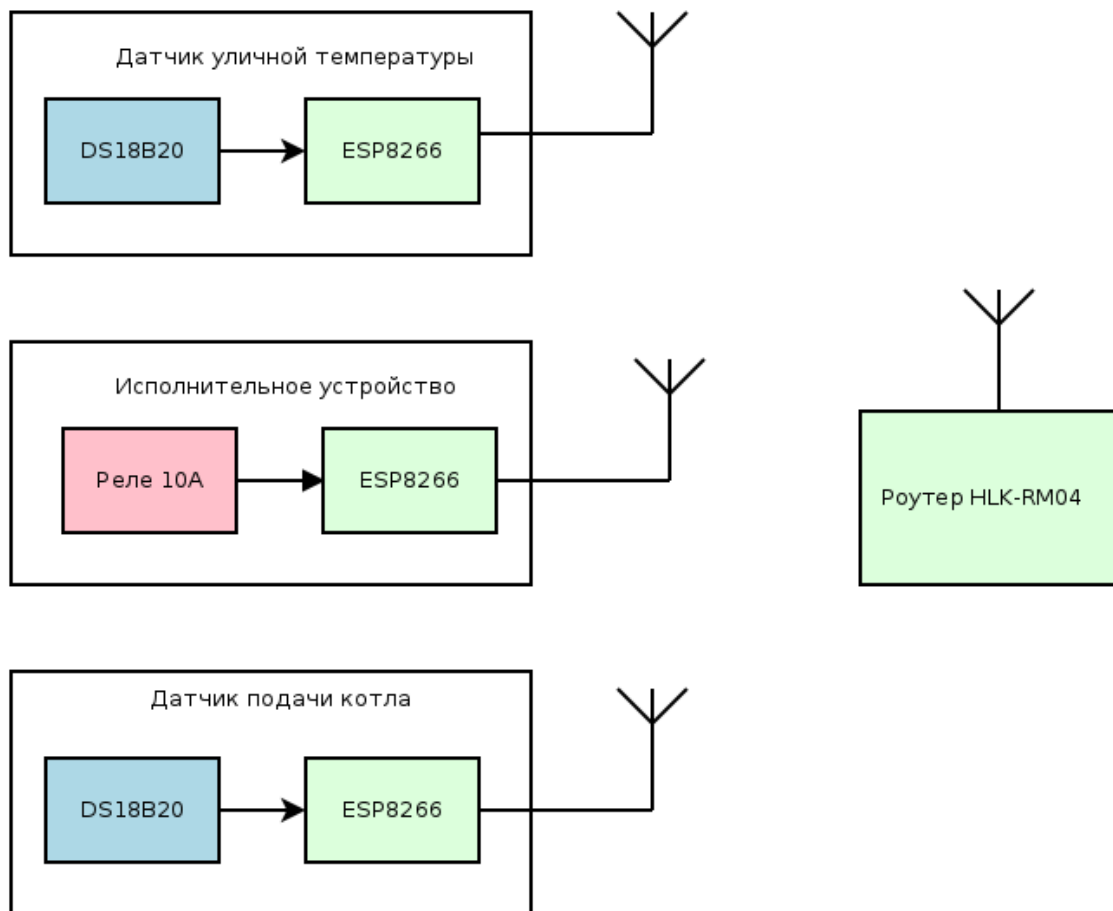 Датчик уличной температуры
DS18B20
ESP8266
Исполнительное устройство
Реле 10А
ESP8266
Роутер HLK-RM04
Датчик подачи котла
DS18B20
ESP8266